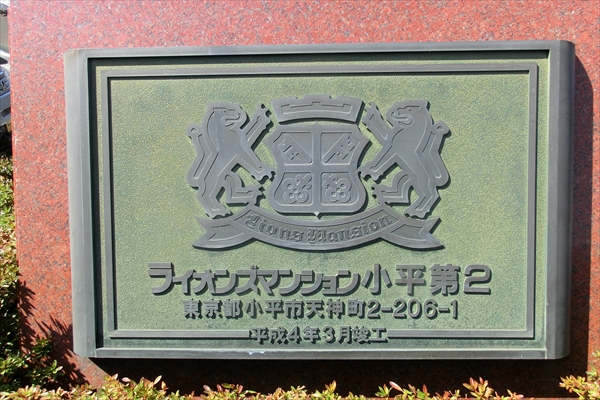 Lions Mansion
ライオンズマンション小平第2
東京都小平市天神町2-206-1
平成4年3月竣工